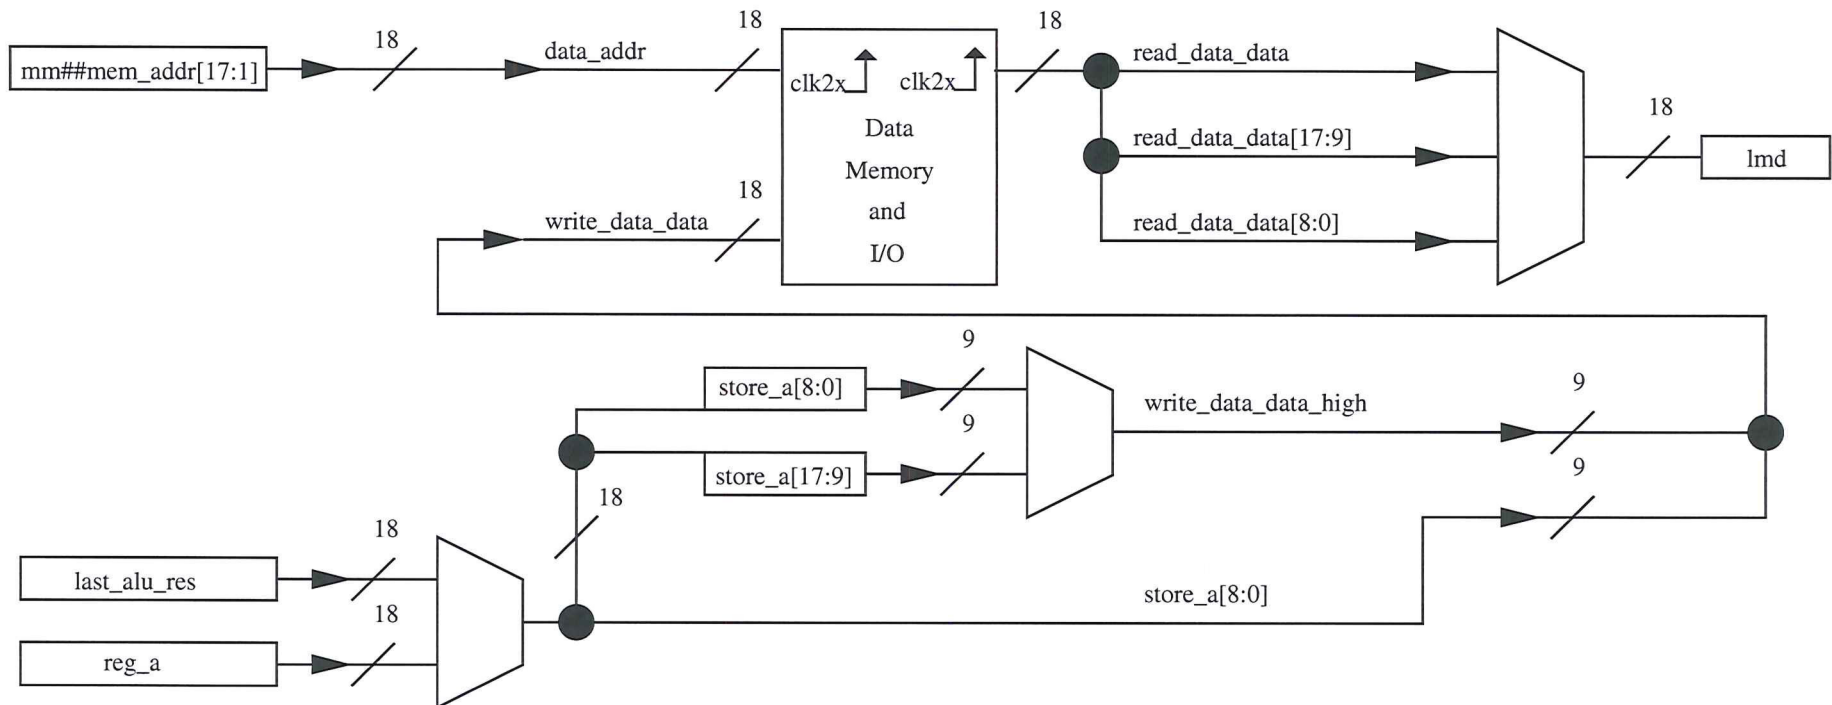 18
18
18
mm##mem_addr[17:1]
data_addr
read_data_data
clk2x
clk2x
Data
Memory
and
I/O
read_data_data[17:9]
18
lmd
18
write_data_data
read_data_data[8:0]
9
store_a[8:0]
write_data_data_high
9
9
store_a[17:9]
9
18
18
last_alu_res
store_a[8:0]
18
reg_a
18